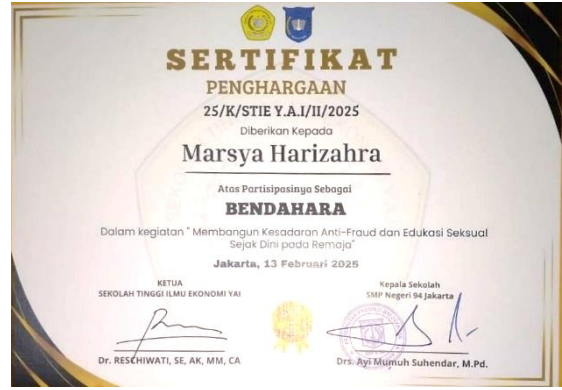 SERTIFIKAT
PENGHARGAAN
25/K/STIE Y.A.I/II/2025
Diberikan Kepada
Marsya Harizahra
Atas Partisipasinya Sebagai
BENDAHARA
Dalam kegiatan " Membangun Kesadaran Anti-Fraud dan Edukasi Seksual
Sejak Dini pada Remaja"
Jakarta, 13 Februari 2025
KETUA
SEKOLAH TINGGI ILMU EKONOMI YAI
Dr. RESCHIWATI, SE, AK, MM, CA
Kepala Sekolah
SMP Negeri 94 Jakarta
Drs. Ayi Mumuh Suhendar, M.Pd.